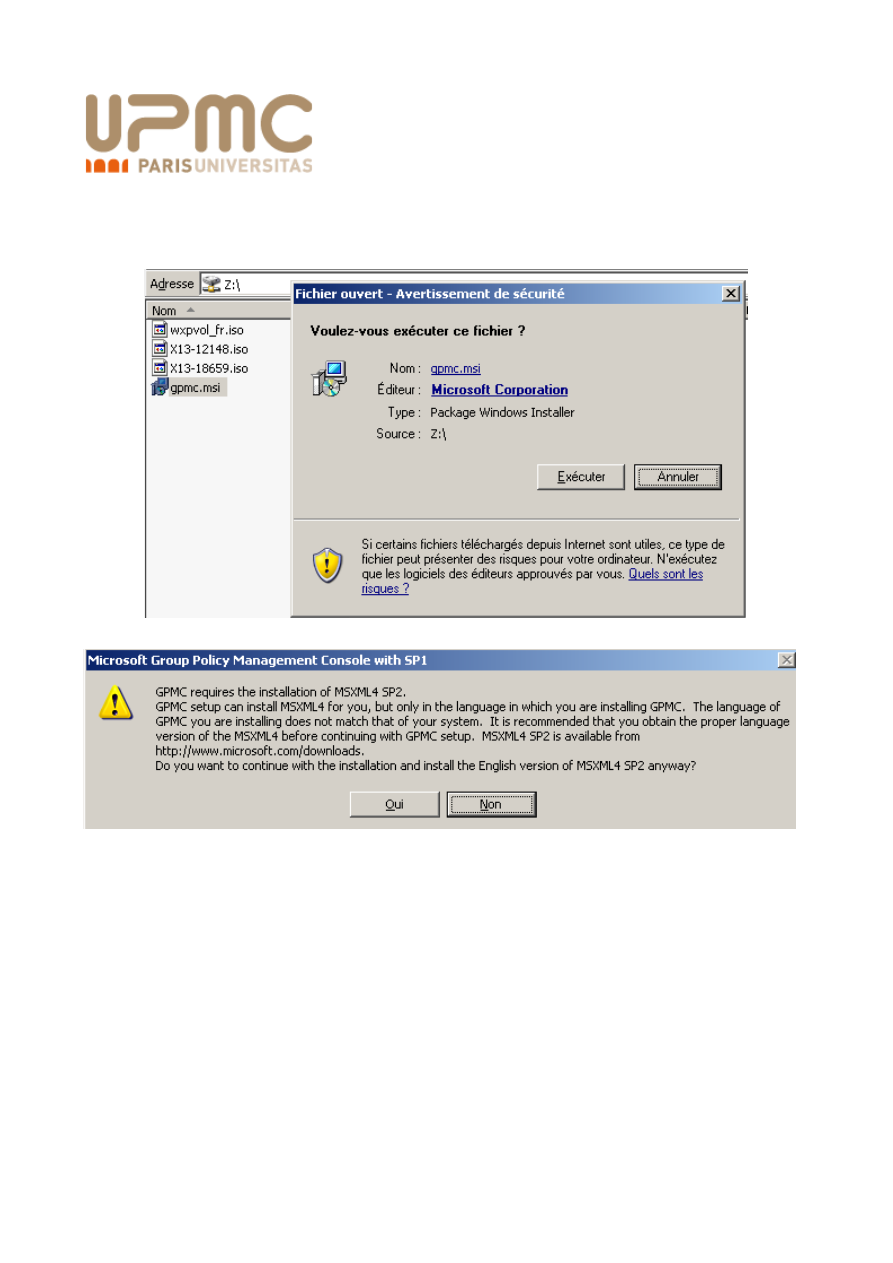 UPMC
PARISUNIVERSITAS
Adresse Z:\
Nom
wxpvol_fr.iso
X13-12148.iso
X13-18659.iso
gpmc.msi
Fichier ouvert - Avertissement de sécurité
Voulez-vous exécuter ce fichier ?
Nom : gpmc.msi
Éditeur : Microsoft Corporation
Type : Package Windows Installer
Source : Z:\
Exécuter Annuler
Si certains fichiers téléchargés depuis Internet sont utiles, ce type de
fichier peut présenter des risques pour votre ordinateur. N'exécutez
que les logiciels des éditeurs approuvés par vous. Quels sont les
risques ?
Microsoft Group Policy Management Console with SP1
GPMC requires the installation of MSXML4 SP2.
GPMC setup can install MSXML4 for you, but only in the language in which you are installing GPMC. The language of
GPMC you are installing does not match that of your system. It is recommended that you obtain the proper language
version of the MSXML4 before continuing with GPMC setup. MSXML4 SP2 is available from
http://www.microsoft.com/downloads.
Do you want to continue with the installation and install the English version of MSXML4 SP2 anyway?
Oui Non